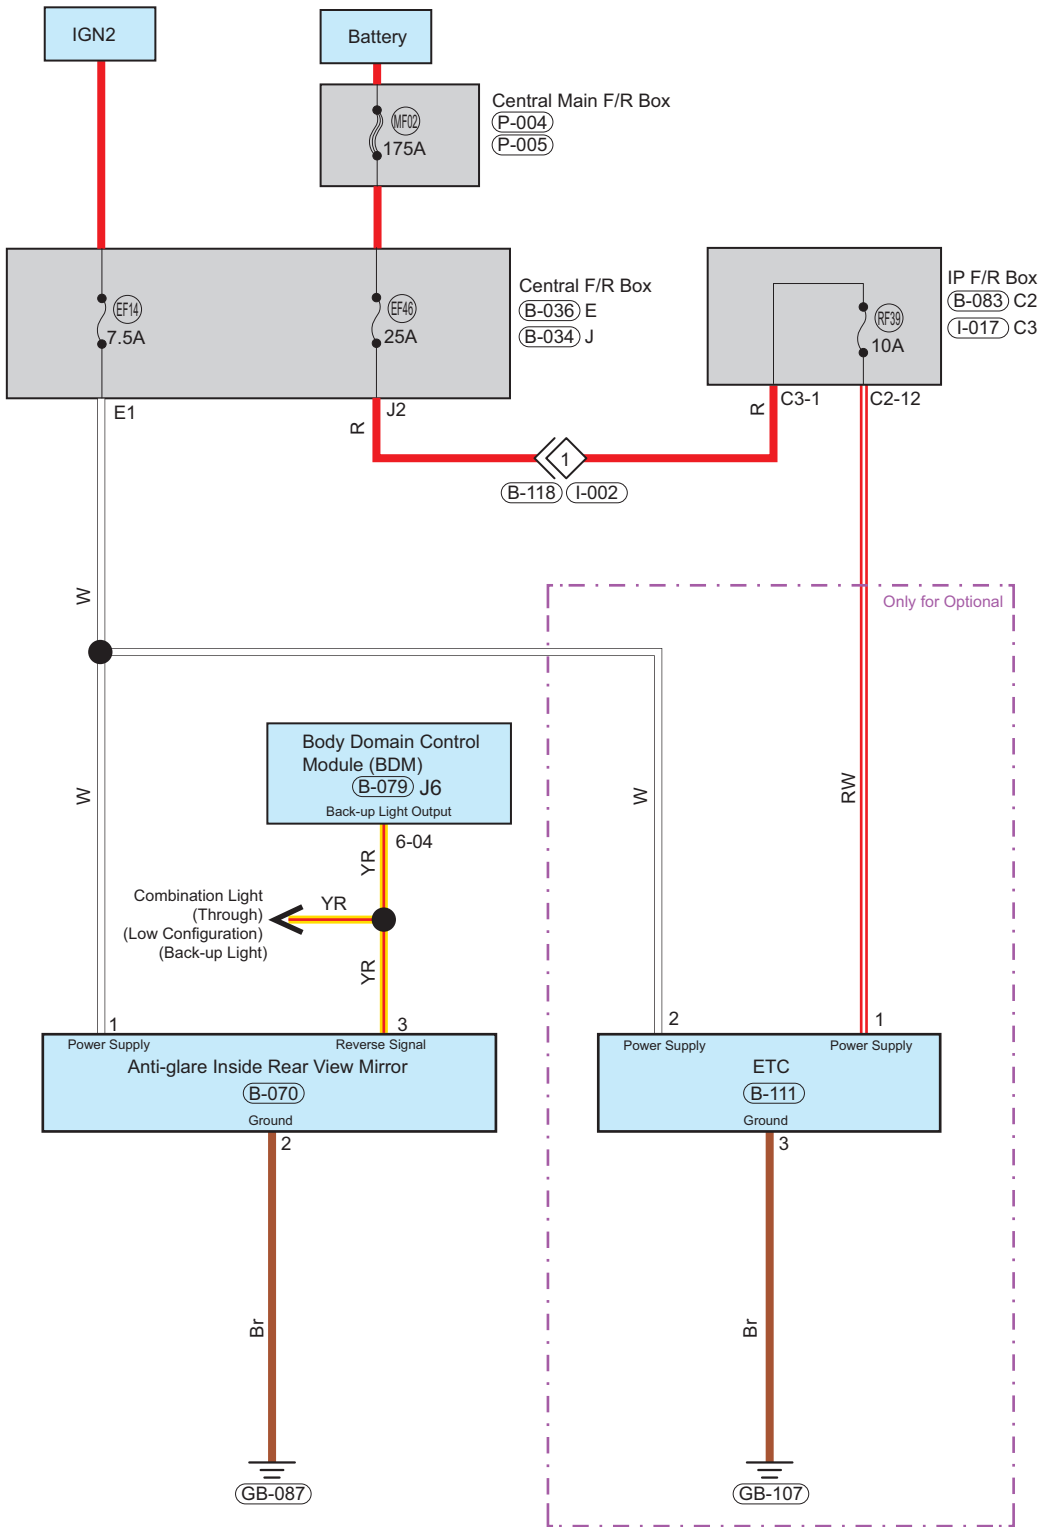 IGN2
Battery
Central Main F/R Box
P-004
P-005
MF02
175A
Central F/R Box
B-036 E
B-034 J
EF14
7.5A
EF46
25A
IP F/R Box
B-083 C2
I-017 C3
RF39
10A
E1
J2
R
R
C3-1
C2-12
1
B-118 I-002
W
Only for Optional
Body Domain Control
Module (BDM)
B-079 J6
Back-up Light Output
6-04
W
W
RW
YR
Combination Light
(Through)
(Low Configuration)
(Back-up Light)
YR
YR
1
3
2
1
Power Supply
Reverse Signal
Anti-glare Inside Rear View Mirror
B-070
Ground
2
Power Supply
Power Supply
ETC
B-111
Ground
3
Br
Br
GB-087
GB-107